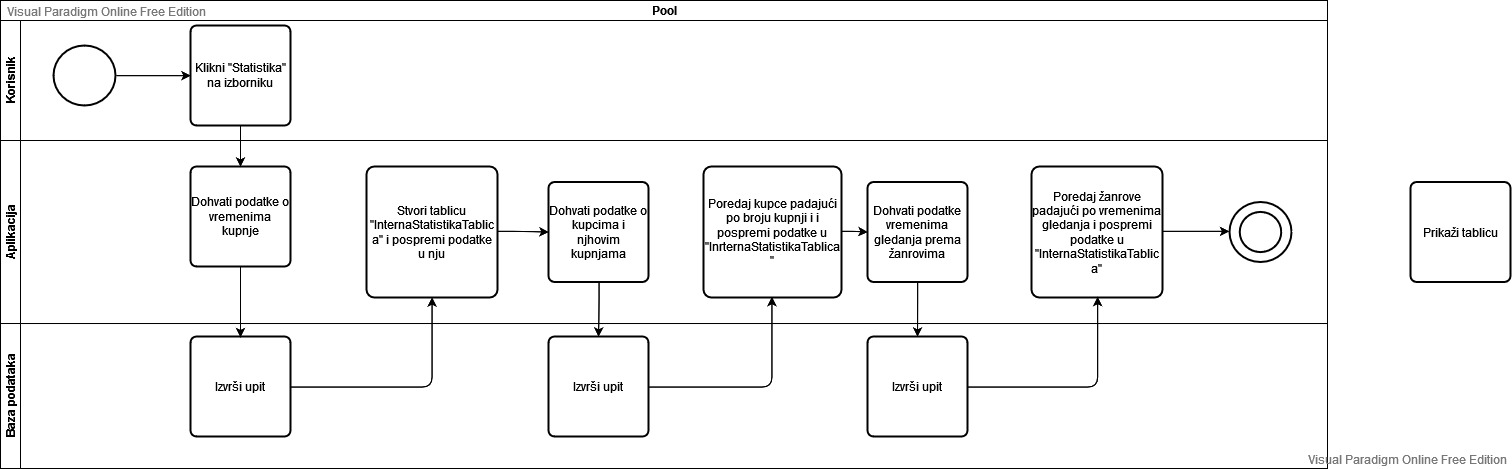 Visual Paradigm Online Free Edition
Pool
Korisnik
Klikni "Statistika"
na izborniku
Aplikacija
Dohvati podatke o
vremenima
kupnje
Stvori tablicu
"InternaStatistikaTablic
a" i pospremi podatke
u nju
Dohvati podatke o
kupcima i
njhovim
kupnjama
Poredaj kupce padajući
po broju kupnji i i
pospremi podatke u
"InrternaStatistikaTablica
"
Dohvati podatke
vremenima
gledanja prema
žanrovima
Poredaj žanrove
padajući po vremenima
gledanja i pospremi
podatke u
"InternaStatistikaTablic
a"
Prikaži tablicu
Baza podataka
Izvrši upit
Izvrši upit
Izvrši upit
Visual Paradigm Online Free Edition